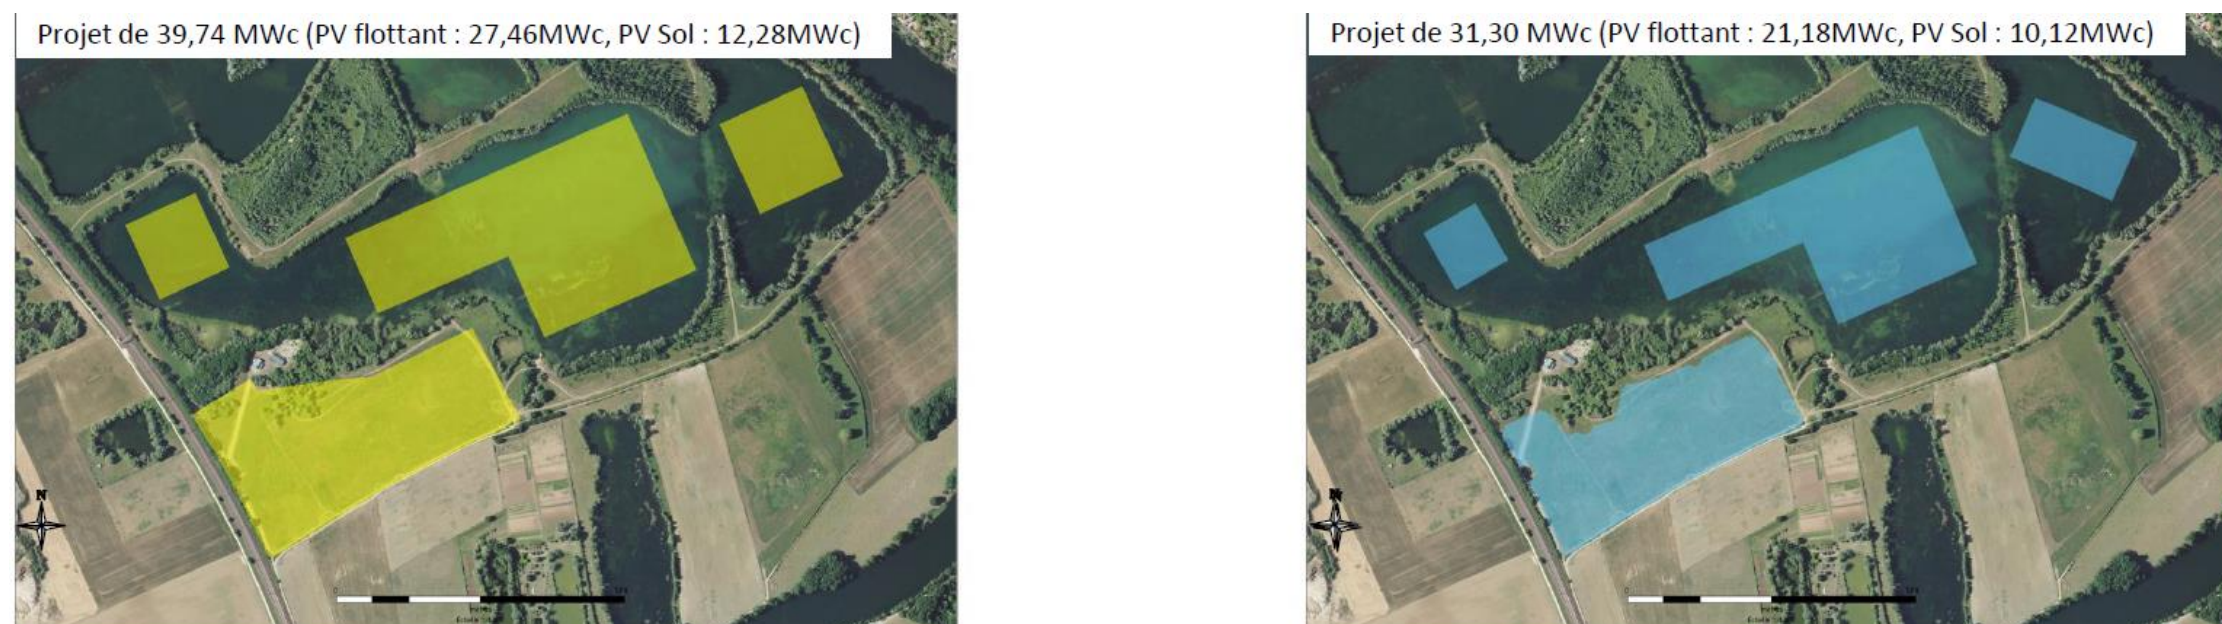 Projet de 39,74 MWc (PV flottant : 27,46MWc, PV Sol : 12,28MWc)
Projet de 31,30 MWc (PV flottant : 21,18MWc, PV Sol : 10,12MWc)
N
N